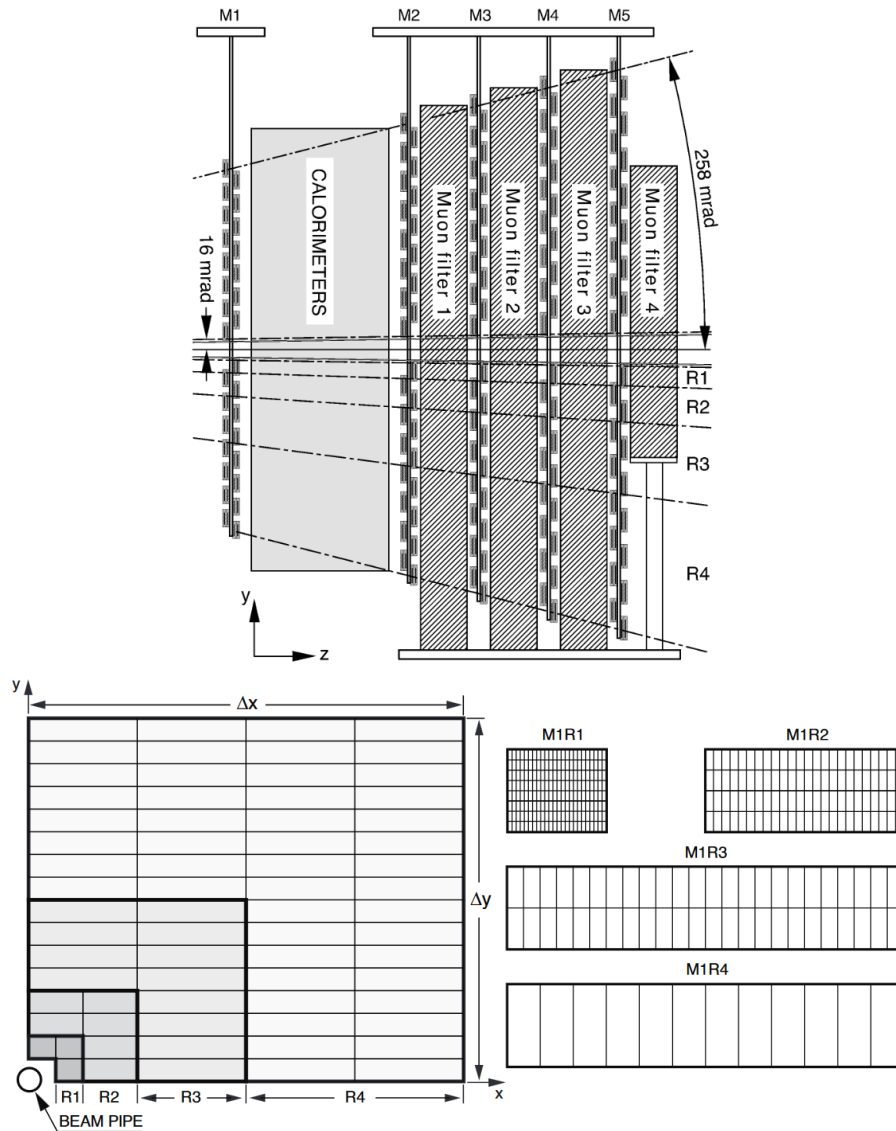 M1 M2 M3 M4 M5
CALORIMETERS
Muon filter 1
Muon filter 2
Muon filter 3
Muon filter 4
258 mrad
16 mrad
R1
R2
R3
R4
y
z
y
Δx
Δy
R1 R2 R3 R4 x
BEAM PIPE
M1R1 M1R2
M1R3
M1R4